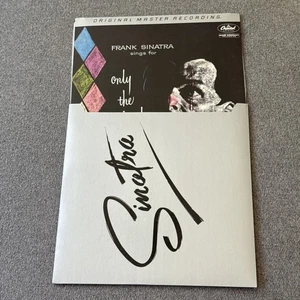 ORIGINAL MASTER RECORDING
Capitol
FRANK SINATRA
sings for
only
the
Sinatra